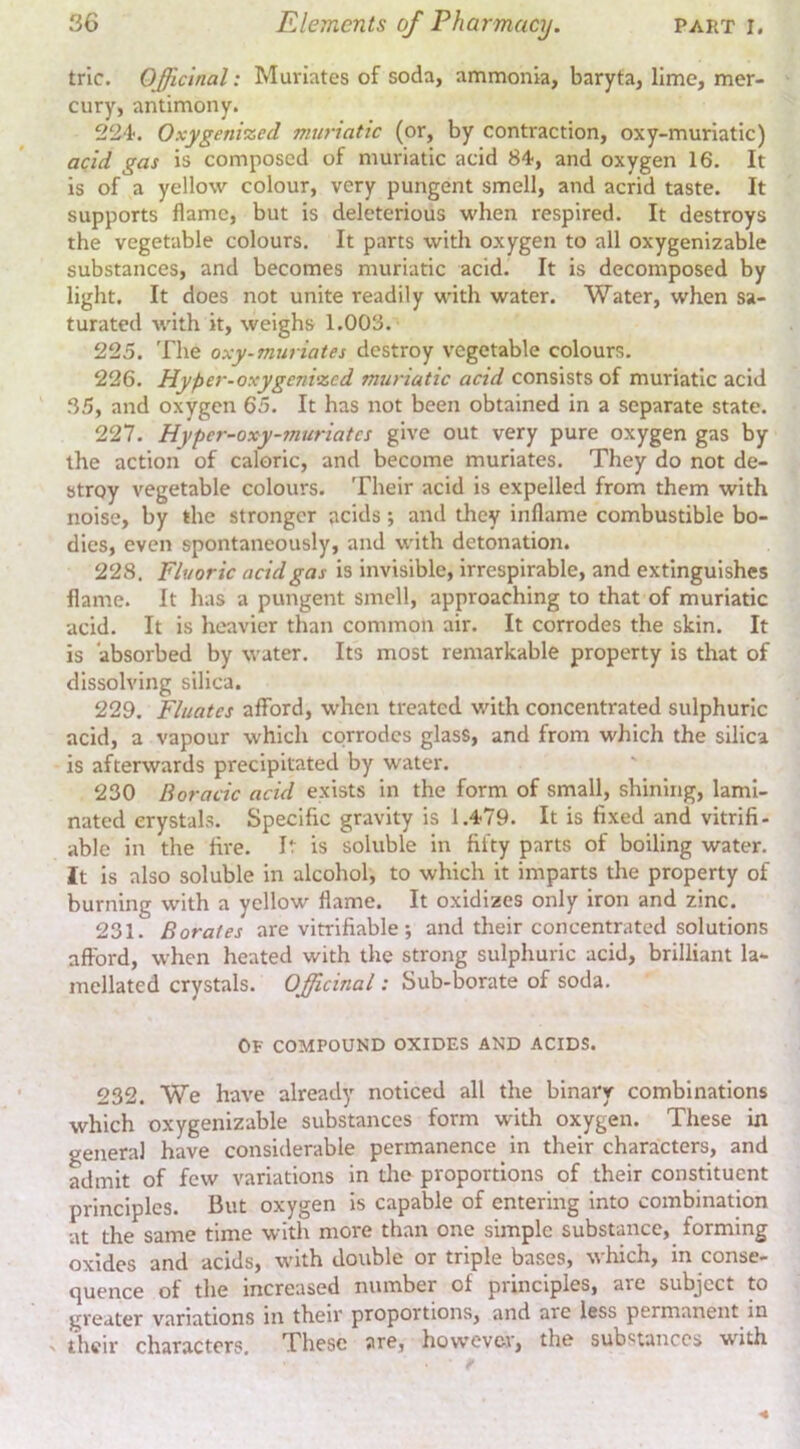 36 Elements of Pharmacy. PART I.
tric. Officinal: Muriates of soda, ammonia, baryta, lime, mer-
cury, antimony.
224. Oxygenized muriatic (or, by contraction, oxy-muriatic)
acid gas is composed of muriatic acid 84, and oxygen 16. It
is of a yellow colour, very pungent smell, and acrid taste. It
supports flame, but is deleterious when respired. It destroys
the vegetable colours. It parts with oxygen to all oxygenizable
substances, and becomes muriatic acid. It is decomposed by
light. It does not unite readily with water. Water, when sa-
turated with it, weighs 1.003.
225. The oxy-muriates destroy vegetable colours.
226. Hyper-oxygenized muriatic acid consists of muriatic acid
35, and oxygen 65. It has not been obtained in a separate state.
227. Hyper-oxy-muriates give out very pure oxygen gas by
the action of caloric, and become muriates. They do not de-
stroy vegetable colours. Their acid is expelled from them with
noise, by the stronger acids; and they inflame combustible bo-
dies, even spontaneously, and with detonation.
228. Fluoric acid gas is invisible, irrespirable, and extinguishes
flame. It has a pungent smell, approaching to that of muriatic
acid. It is heavier than common air. It corrodes the skin. It
is absorbed by water. Its most remarkable property is that of
dissolving silica.
229. Fluates afford, when treated with concentrated sulphuric
acid, a vapour which corrodes glass, and from which the silica
is afterwards precipitated by water.
230 Boracic acid exists in the form of small, shining, lami-
nated crystals. Specific gravity is 1.479. It is fixed and vitrifi-
able in the fire. It is soluble in fifty parts of boiling water.
It is also soluble in alcohol, to which it imparts the property of
burning with a yellow flame. It oxidizes only iron and zinc.
231. Borates are vitrifiable; and their concentrated solutions
afford, when heated with the strong sulphuric acid, brilliant la-
mellated crystals. Officinal: Sub-borate of soda.
OF COMPOUND OXIDES AND ACIDS.
232. We have already noticed all the binary combinations
which oxygenizable substances form with oxygen. These in
general have considerable permanence in their characters, and
admit of few variations in the proportions of their constituent
principles. But oxygen is capable of entering into combination
at the same time with more than one simple substance, forming
oxides and acids, with double or triple bases, which, in conse-
quence of the increased number of principles, are subject to
greater variations in their proportions, and are less permanent in
their characters. These are, however, the substances with